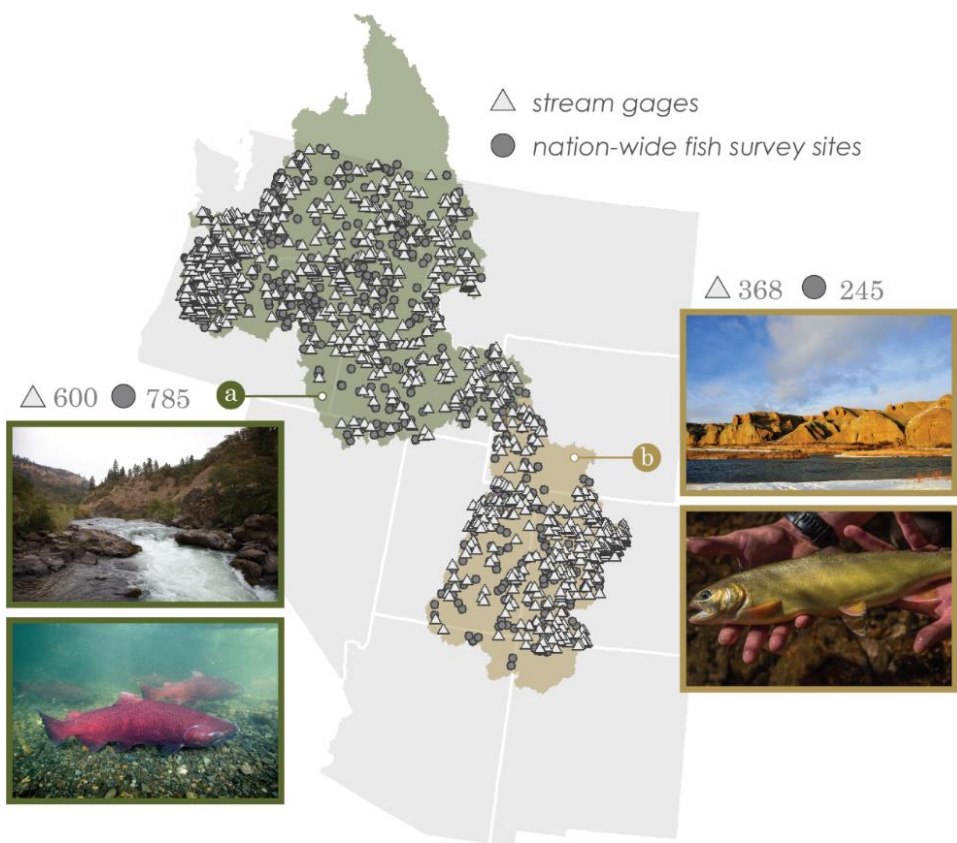 stream gages
nation-wide fish survey sites
368 245
600 785
a
b